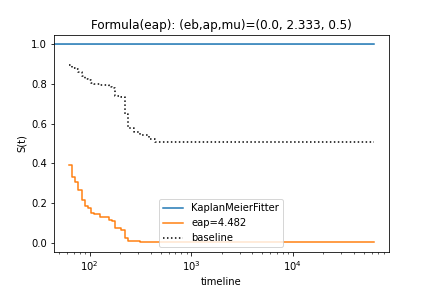 Formula(eap): (eb,ap,mu)=(0.0, 2.333, 0.5)
S(t)
1.0
0.8
0.6
0.4
0.2
0.0
KaplanMeierFitter
eap=4.482
baseline
10²
10³
10⁴
timeline